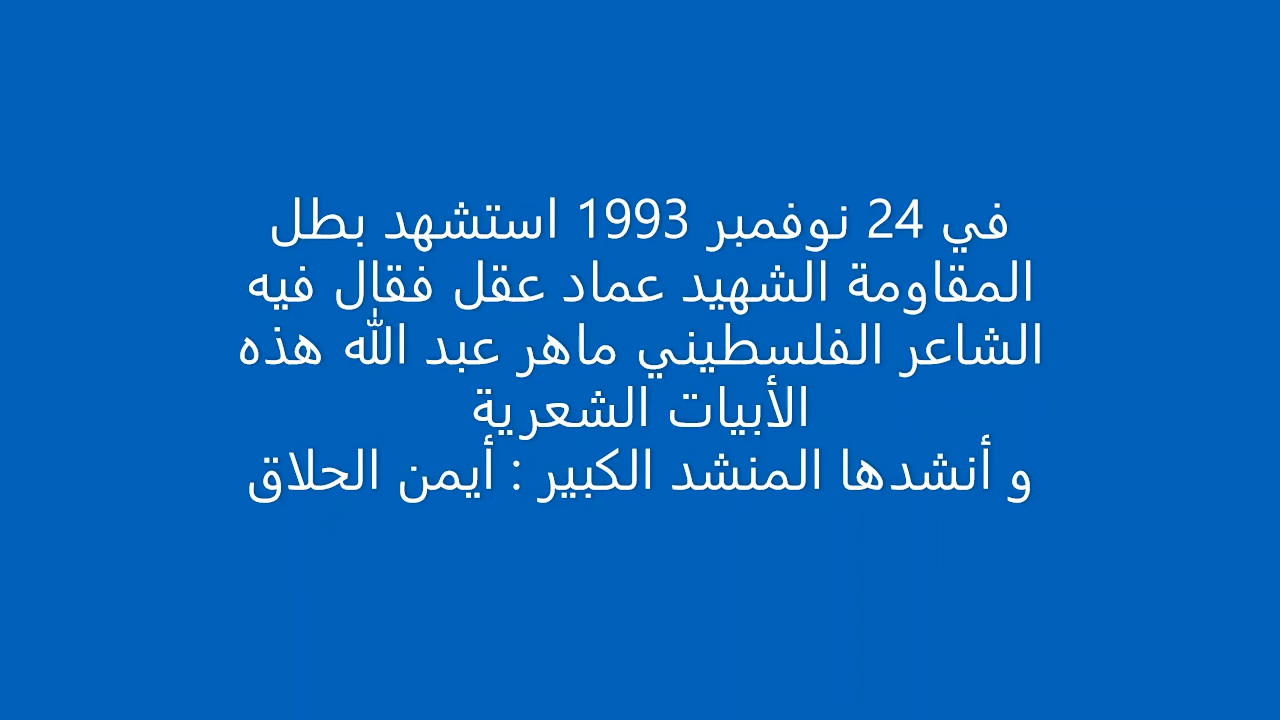 في 24 نوفمبر 1993 استشهد بطل
المقاومة الشهيد عماد عقل فقال فيه
الشاعر الفلسطيني ماهر عبد الله هذه
الأبيات الشعرية
و أنشدها المنشد الكبير : أيمن الحلاق